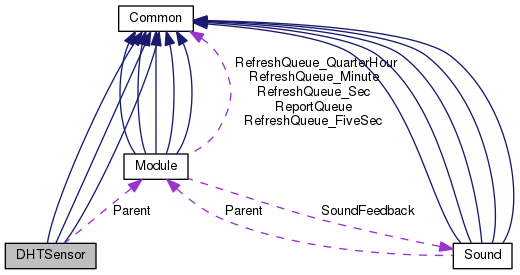 Common
RefreshQueue_QuarterHour
RefreshQueue_Minute
RefreshQueue_Sec
ReportQueue
RefreshQueue_FiveSec
Module
Parent
Parent
SoundFeedback
DHTSensor
Sound